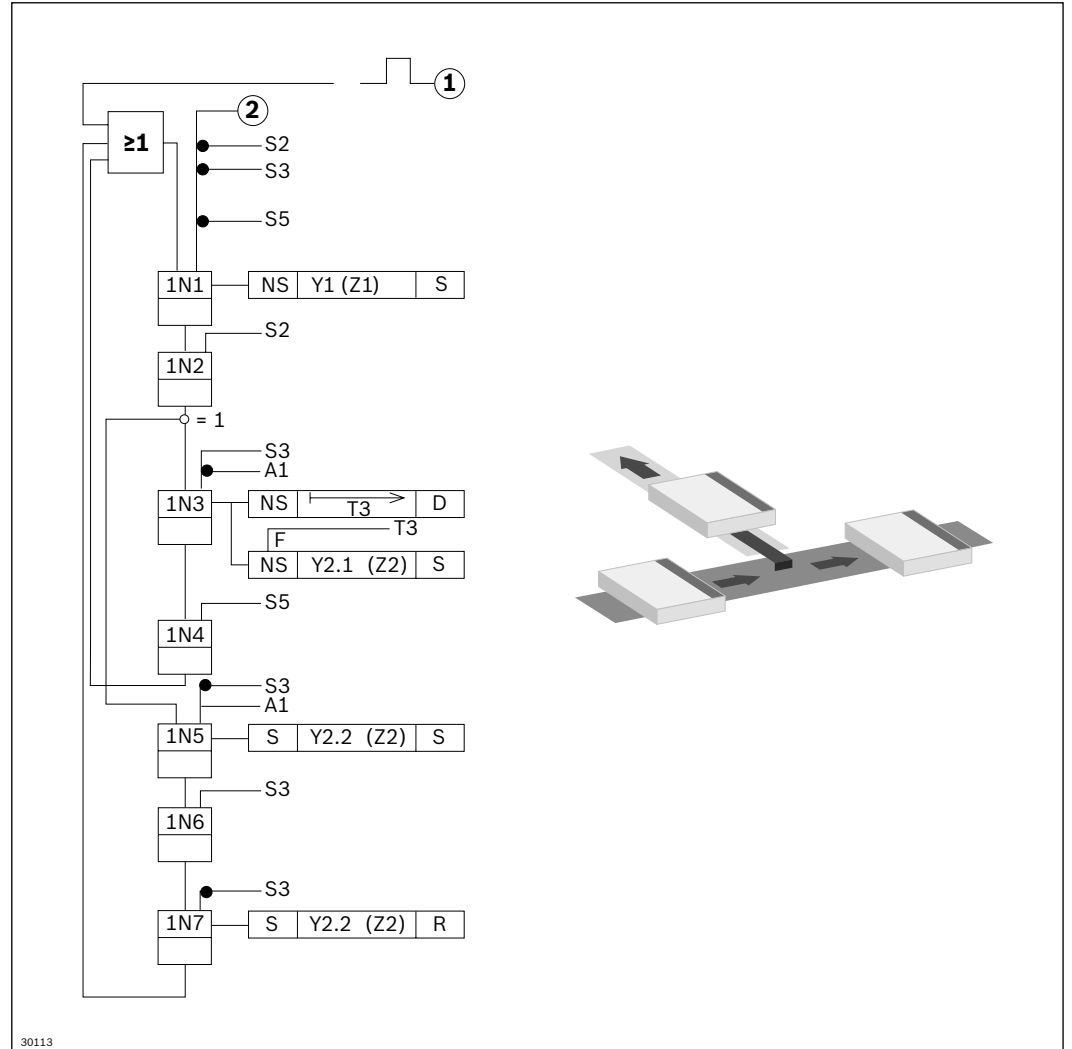 1
2
≥1
S2
S3
S5
1N1 NS Y1 (Z1) S
S2
1N2
= 1
S3
A1
1N3 NS T3 D
T3
F
NS Y2.1 (Z2) S
S5
1N4
S3
A1
1N5 S Y2.2 (Z2) S
S3
1N6
S3
1N7 S Y2.2 (Z2) R
30113